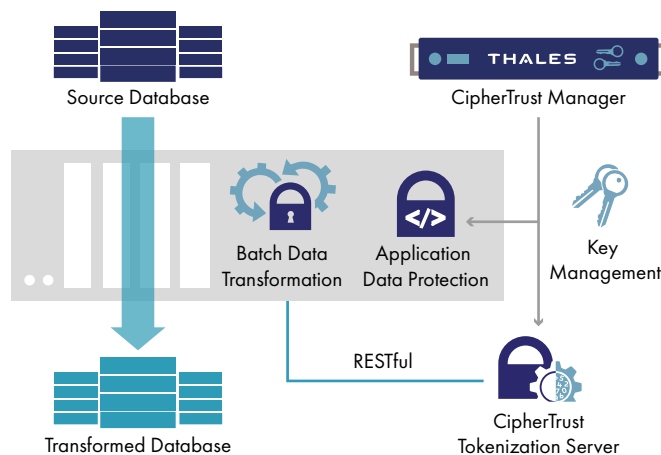 THALES
Source Database
CipherTrust Manager
</>
Batch Data
Transformation
Application
Data Protection
Key
Management
RESTful
Transformed Database
CipherTrust
Tokenization Server